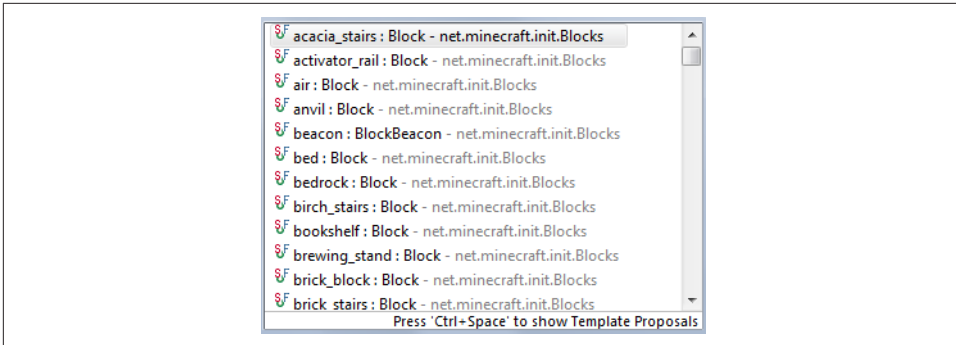 acacia_stairs : Block - net.minecraft.init.Blocks
activator_rail : Block - net.minecraft.init.Blocks
air : Block - net.minecraft.init.Blocks
anvil : Block - net.minecraft.init.Blocks
beacon : BlockBeacon - net.minecraft.init.Blocks
bed : Block - net.minecraft.init.Blocks
bedrock : Block - net.minecraft.init.Blocks
birch_stairs : Block - net.minecraft.init.Blocks
bookshelf : Block - net.minecraft.init.Blocks
brewing_stand : Block - net.minecraft.init.Blocks
brick_block : Block - net.minecraft.init.Blocks
brick_stairs : Block - net.minecraft.init.Blocks
Press 'Ctrl+Space' to show Template Proposals